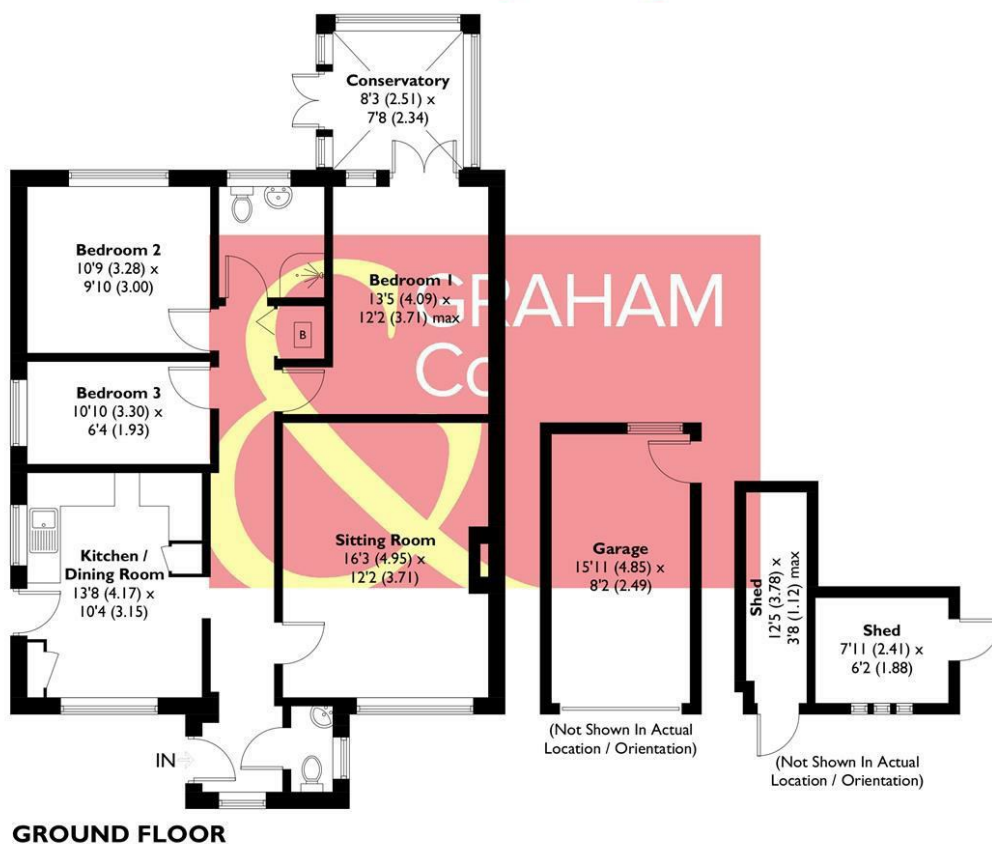 Conservatory
8'3 (2.51) x
7'8 (2.34)
Bedroom 2
10'9 (3.28) x
9'10 (3.00)
Bedroom 1
13'5 (4.09) x
12'2 (3.71) max
& GRAHAM
Co
B
Bedroom 3
10'10 (3.30) x
6'4 (1.93)
Kitchen /
Dining Room
13'8 (4.17) x
10'4 (3.15)
Sitting Room
16'3 (4.95) x
12'2 (3.71)
Garage
15'11 (4.85) x
8'2 (2.49)
Shed
12'5 (3.78) x
3'8 (1.12) max
Shed
7'11 (2.41) x
6'2 (1.88)
(Not Shown In Actual
Location / Orientation)
(Not Shown In Actual
Location / Orientation)
IN
GROUND FLOOR